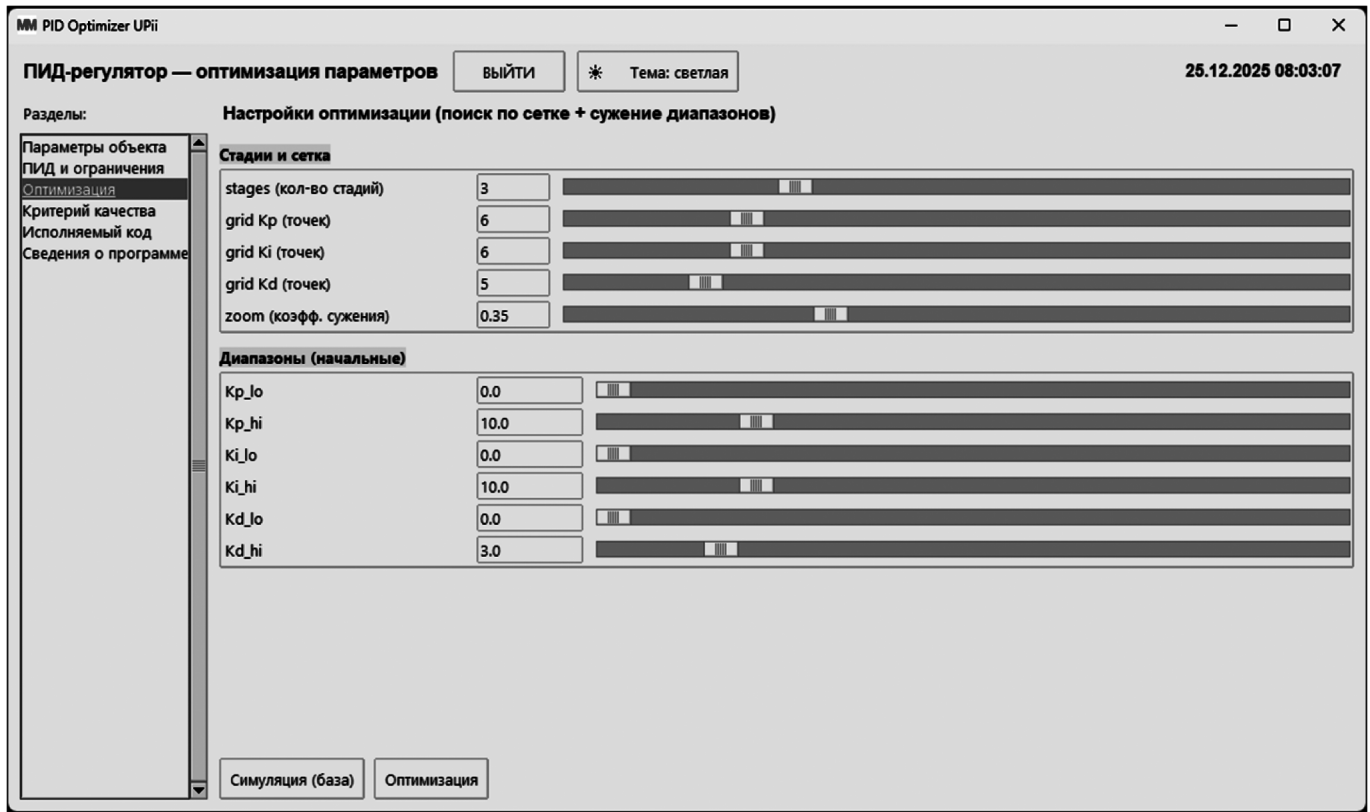 MM PID Optimizer UPii
ПИД-регулятор — оптимизация параметров ВЫЙТИ Тема: светлая 25.12.2025 08:03:07
Разделы:
Параметры объекта
ПИД и ограничения
Оптимизация
Критерий качества
Исполняемый код
Сведения о программе
Настройки оптимизации (поиск по сетке + сужение диапазонов)
Стадии и сетка
stages (кол-во стадий) 3
grid Kp (точек) 6
grid Ki (точек) 6
grid Kd (точек) 5
zoom (коэфф. сужения) 0.35
Диапазоны (начальные)
Kp_lo 0.0
Kp_hi 10.0
Ki_lo 0.0
Ki_hi 10.0
Kd_lo 0.0
Kd_hi 3.0
Симуляция (база) Оптимизация